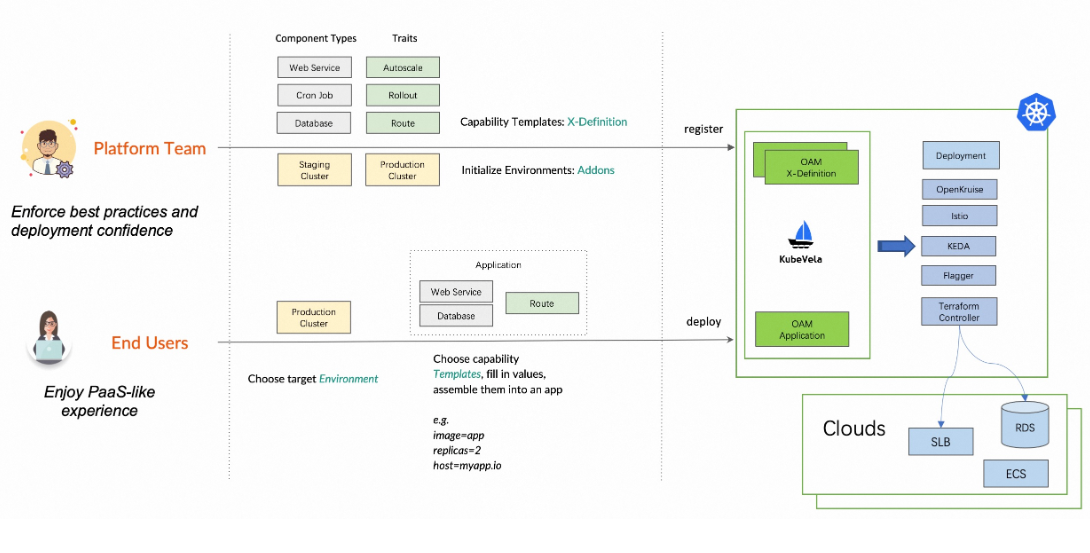 Component Types
Traits
Web Service
Autoscale
Cron Job
Rollout
Database
Route
Capability Templates: X-Definition
Platform Team
register
Staging
Cluster
Production
Cluster
Initialize Environments: Addons
Enforce best practices and
deployment confidence
Application
Web Service
Database
Route
Production
Cluster
End Users
deploy
Enjoy PaaS-like
experience
Choose target Environment
Choose capability
Templates, fill in values,
assemble them into an app
e.g.
image=app
replicas=2
host=myapp.io
OAM
X-Definition
KubeVela
OAM
Application
Deployment
OpenKruise
Istio
KEDA
Flagger
Terraform
Controller
Clouds
SLB
RDS
ECS